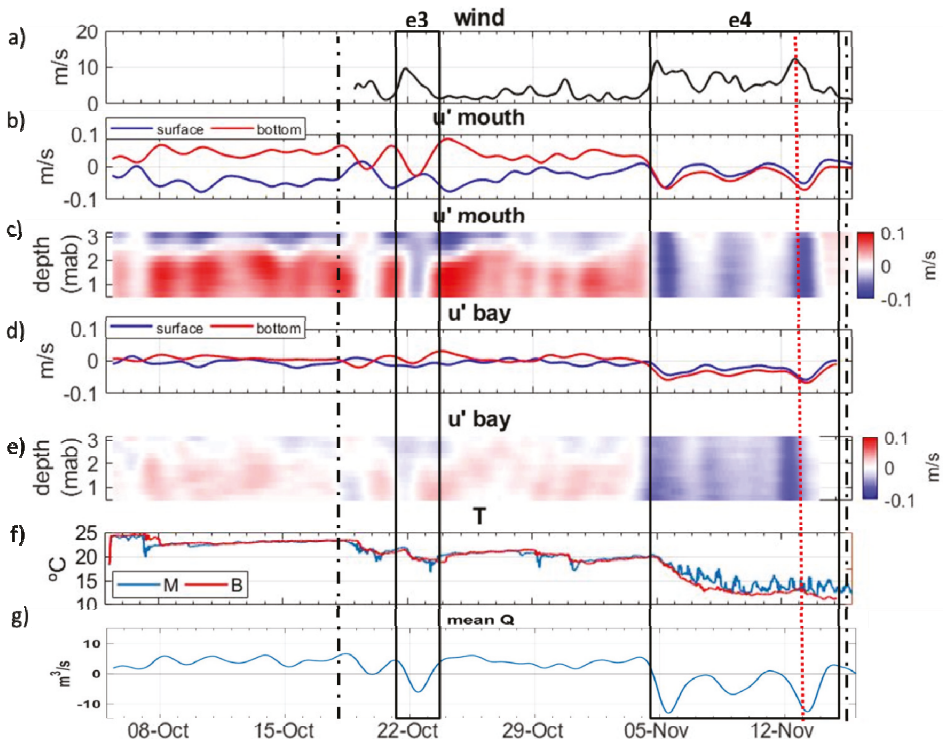 e3 e4
wind
a)
20
10
0
m/s
b)
u' mouth
surface bottom
0.1
0
-0.1
m/s
u' mouth
c)
3
2
1
depth
(mab)
0.1
0
-0.1
m/s
u' bay
d)
surface bottom
0.1
0
-0.1
m/s
u' bay
e)
3
2
1
depth
(mab)
0.1
0
-0.1
m/s
T
f)
25
20
15
10
°C
M B
g)
mean Q
10
0
-10
m³/s
08-Oct 15-Oct 22-Oct 29-Oct 05-Nov 12-Nov